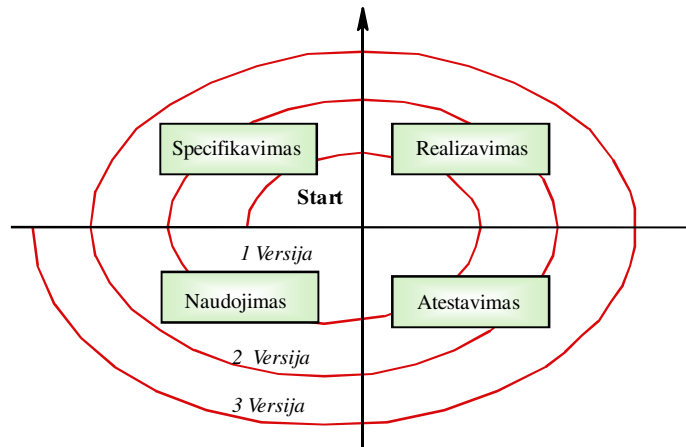 Specifikavimas
Realizavimas
Start
1 Versija
Naudojimas
Atestavimas
2 Versija
3 Versija